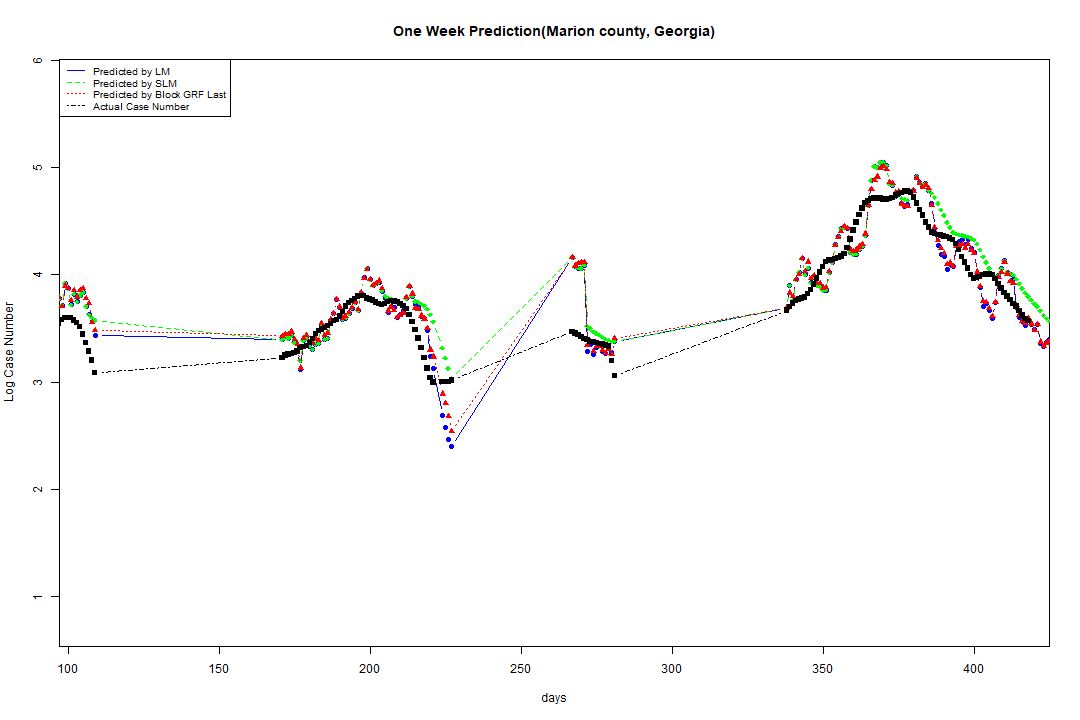 One Week Prediction(Marion county, Georgia)
Predicted by LM
Predicted by SLM
Predicted by Block GRF Last
Actual Case Number
6
5
4
3
2
1
Log Case Number
100 150 200 250 300 350 400
days